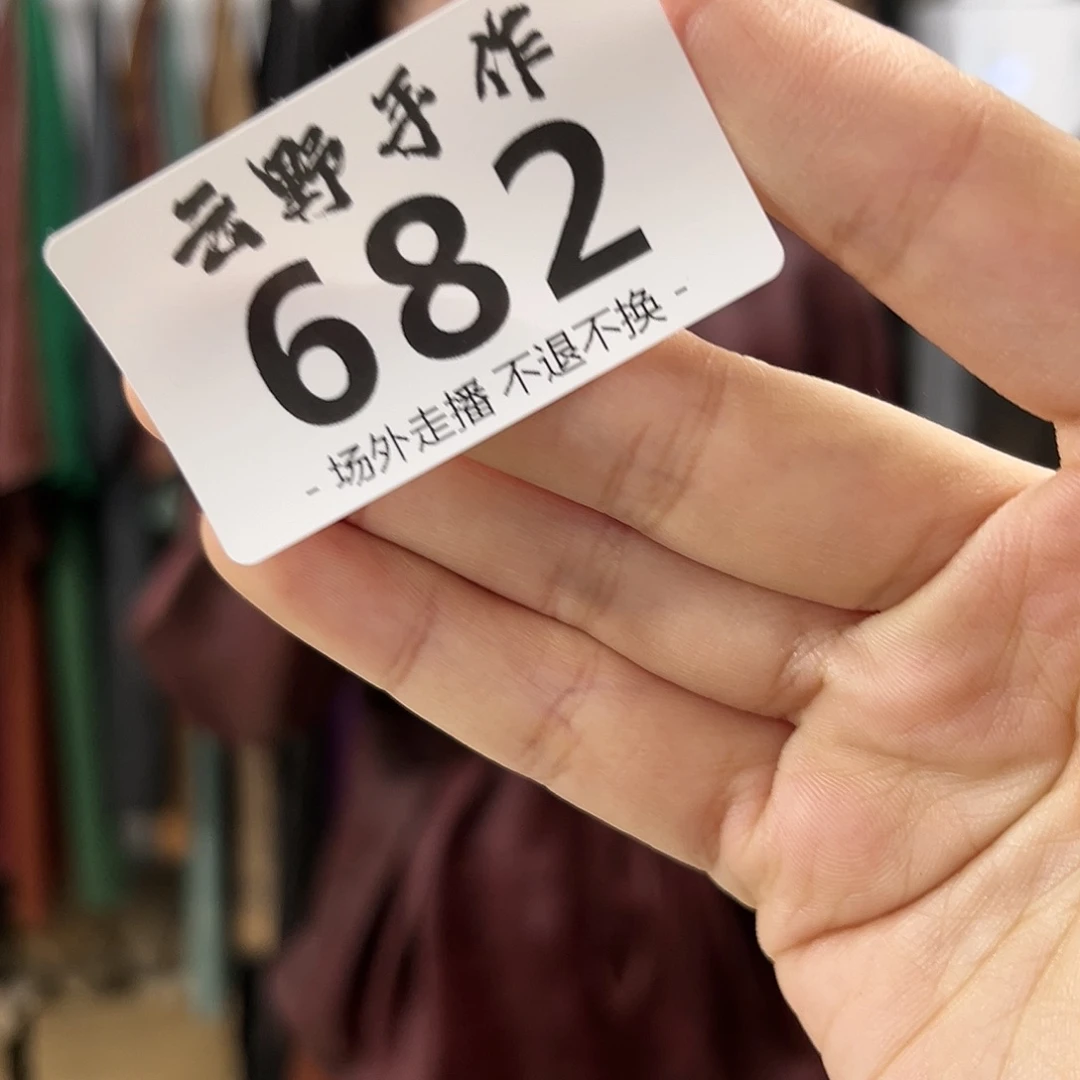 云野手作
682
- 场外走播 不退不换 -